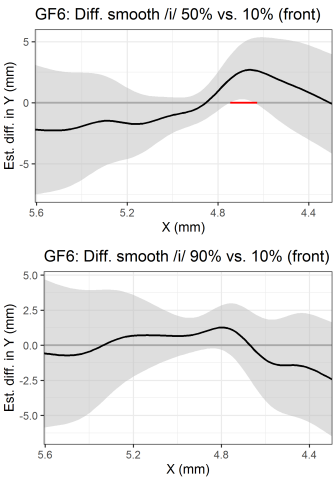 GF6: Diff. smooth /i/ 50% vs. 10% (front)
Est. diff. in Y (mm)
5
0
-5
5.6 5.2 4.8 4.4
X (mm)
GF6: Diff. smooth /i/ 90% vs. 10% (front)
Est. diff. in Y (mm)
5.0
2.5
0.0
-2.5
-5.0
5.6 5.2 4.8 4.4
X (mm)